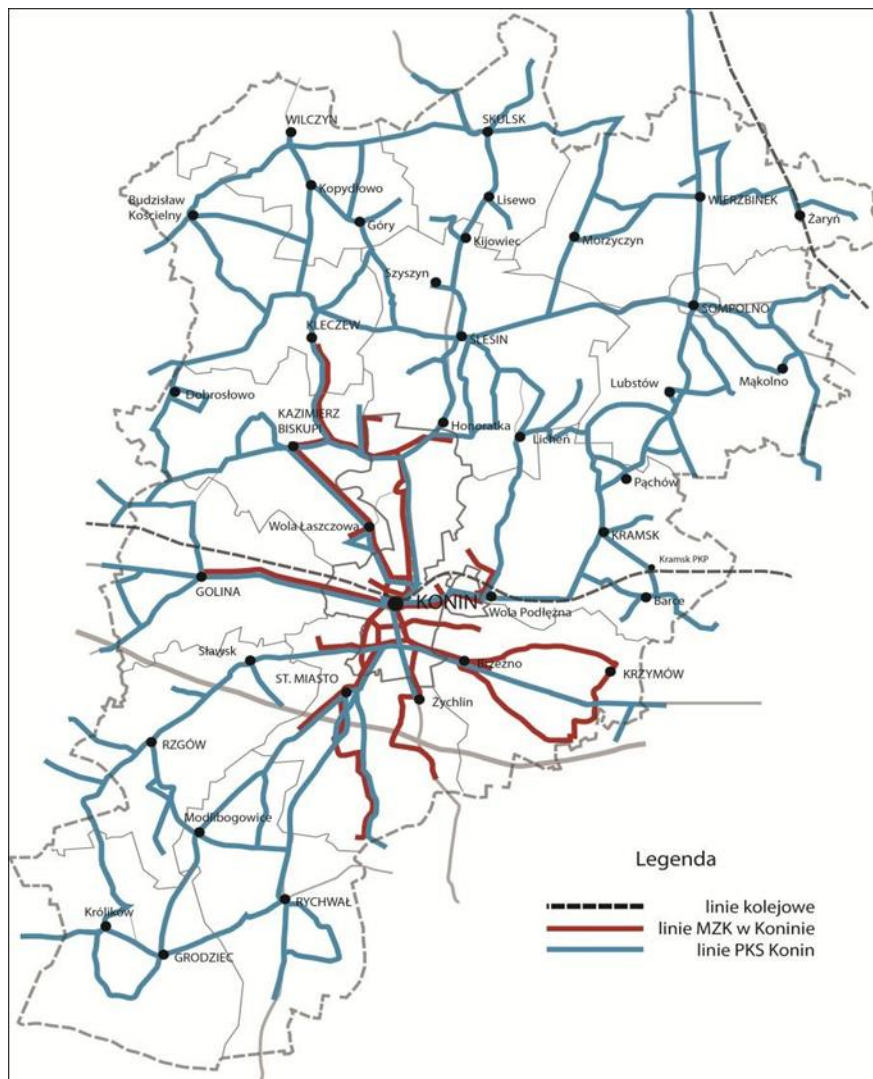 WILCZYN
SKULSK
Kopydłowo
Budzisław
Kościelny
Lisewo
WIERZBINEK
Żaryń
Góry
Kijowiec
Morzyczyn
Szyszyn
SOMPOLNO
KLECZEW
ŚLESIN
Mąkolno
Dobrosłowo
Lubstów
KAZIMIERZ
BISKUPI
Honoratka
Licheń
Pąchów
Wola Łaszczowa
KRAMSK
Kramsk PKP
GOLINA
KONIN
Wola Podłężna
Barce
Sławsk
Brzeźno
KRZYMÓW
ST. MIASTO
Żychlin
RZGÓW
Modlibogowice
Królików
RYCHWAŁ
GRODZIEC
Legenda
linie kolejowe
linie MZK w Koninie
linie PKS Konin